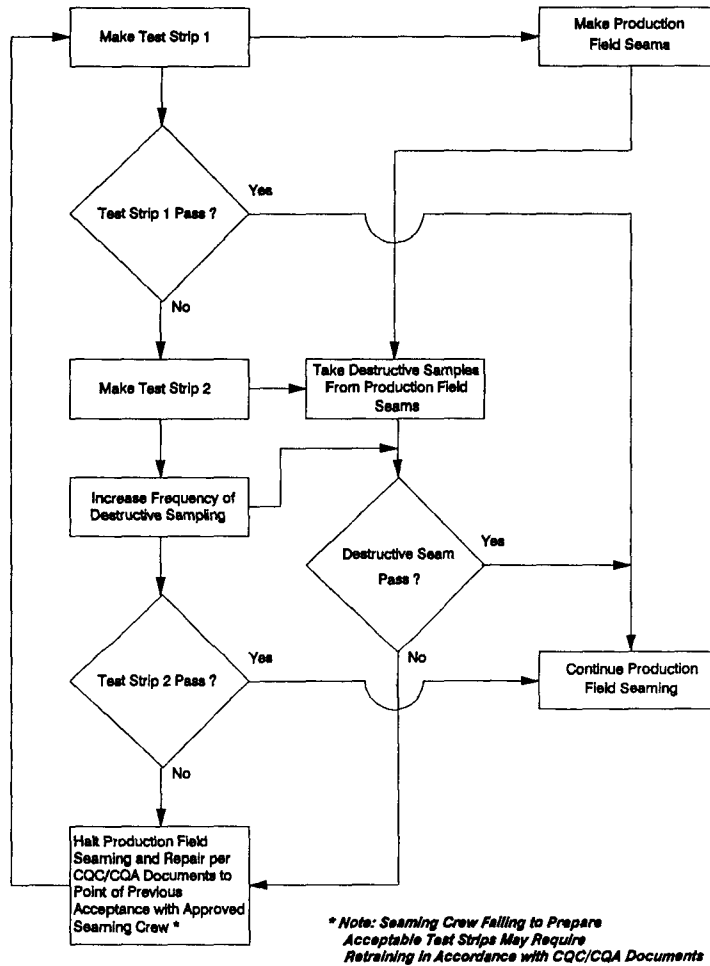 Make Test Strip 1
Make Production
Field Seams
Yes
Test Strip 1 Pass ?
No
Make Test Strip 2
Take Destructive Samples
From Production Field
Seams
Increase Frequency of
Destructive Sampling
Yes
Destructive Seam
Pass ?
Yes
No
Test Strip 2 Pass ?
Continue Production
Field Seaming
No
Halt Production Field
Seaming and Repair per
CQC/CQA Documents to
Point of Previous
Acceptance with Approved
Seaming Crew *
* Note: Seaming Crew Failing to Prepare
Acceptable Test Strips May Require
Retraining in Accordance with CQC/CQA Documents